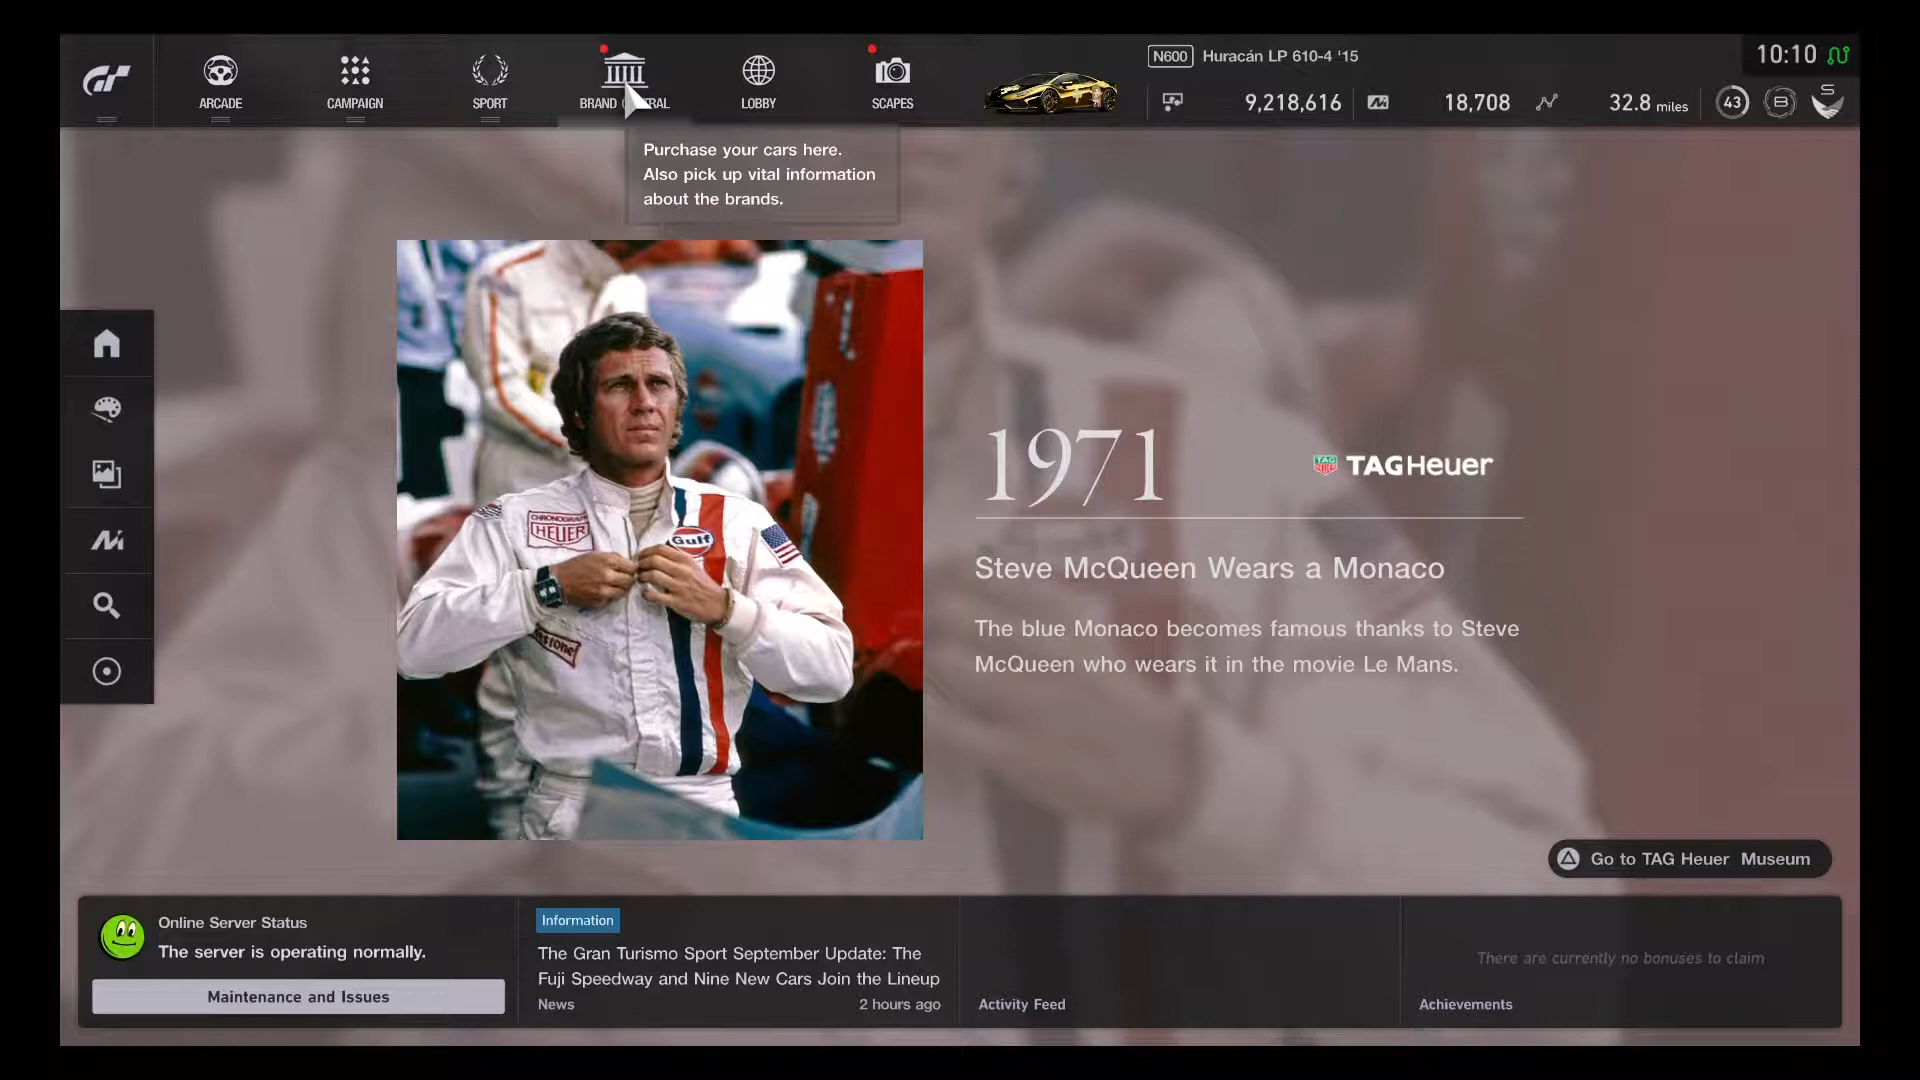 N600 Huracán LP 610-4 '15
10:10
ARCADE
CAMPAIGN
SPORT
LOBBY
SCAPES
9,218,616
18,708
32.8 miles
43
B
S
BRAND
Purchase your cars here.
Also pick up vital information
about the brands.
CHRONOGRAPH
HEUER
Gulf
1971
TAG
TAGHeuer
Steve McQueen Wears a Monaco
The blue Monaco becomes famous thanks to Steve
McQueen who wears it in the movie Le Mans.
Go to TAG Heuer Museum
Online Server Status
The server is operating normally.
Maintenance and Issues
Information
The Gran Turismo Sport September Update: The
Fuji Speedway and Nine New Cars Join the Lineup
News
2 hours ago
Activity Feed
There are currently no bonuses to claim
Achievements